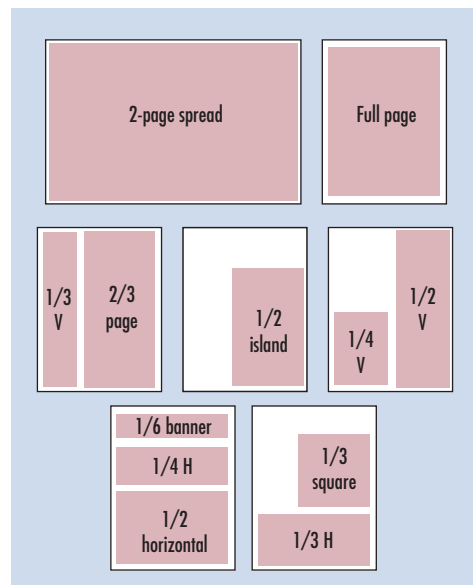 2-page spread
Full page
1/3
V
2/3
page
1/2
island
1/4
V
1/2
V
1/6 banner
1/4 H
1/2
horizontal
1/3
square
1/3 H